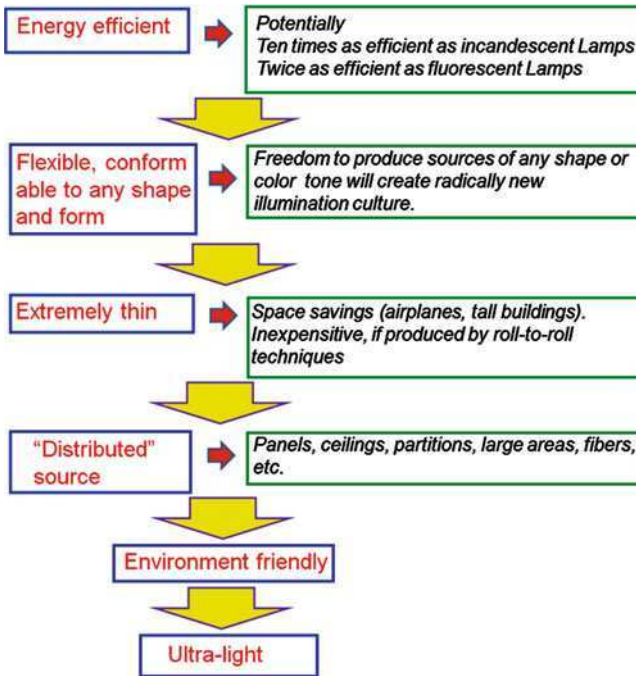 Energy efficient
Potentially
Ten times as efficient as incandescent Lamps
Twice as efficient as fluorescent Lamps
Flexible, conform
able to any shape
and form
Freedom to produce sources of any shape or
color tone will create radically new
illumination culture.
Extremely thin
Space savings (airplanes, tall buildings).
Inexpensitive, if produced by roll-to-roll
techniques
“Distributed”
source
Panels, ceilings, partitions, large areas, fibers,
etc.
Environment friendly
Ultra-light